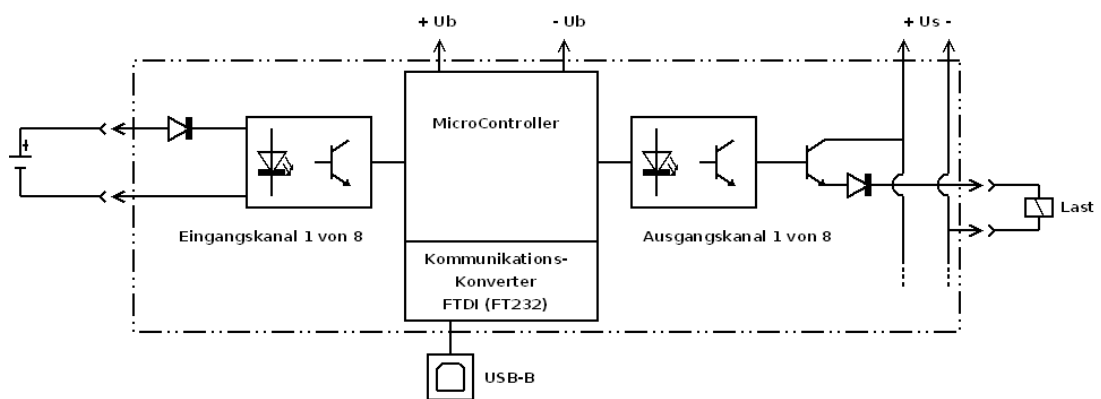 + Ub
- Ub
+ Us -
MicroController
Eingangskanal 1 von 8
Ausgangskanal 1 von 8
Last
Kommunikations-
Konverter
FTDI (FT232)
USB-B